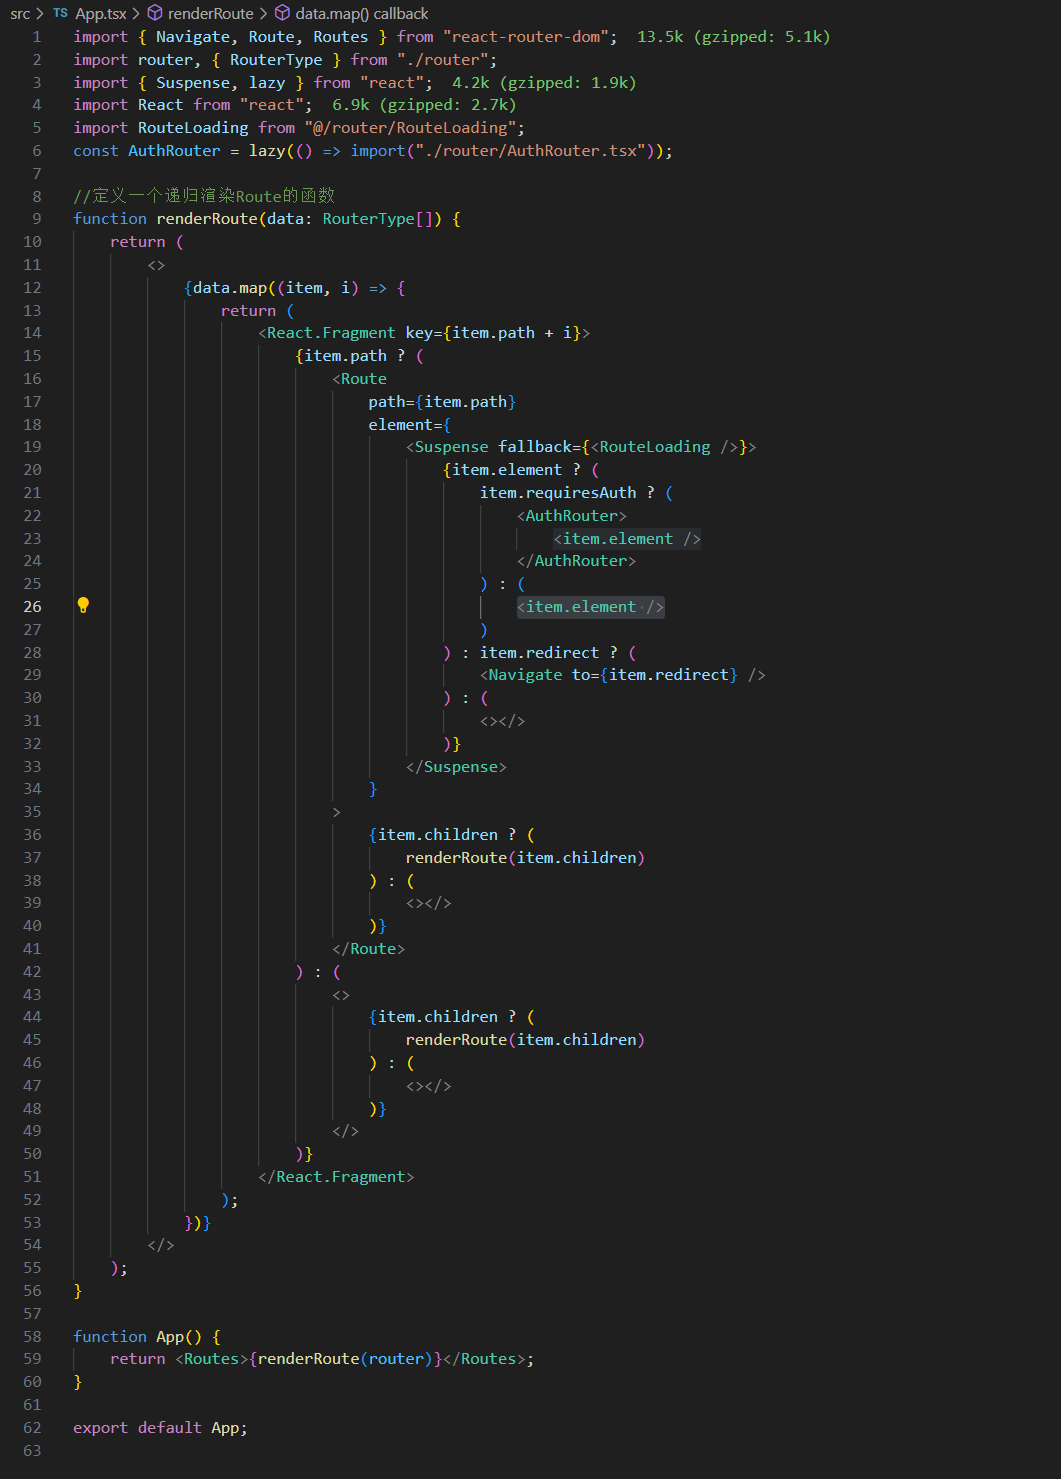 src > TS App.tsx > renderRoute > data.map() callback
1 import { Navigate, Route, Routes } from "react-router-dom"; 13.5k (gzipped: 5.1k)
2 import router, { RouterType } from "./router";
3 import { Suspense, lazy } from "react"; 4.2k (gzipped: 1.9k)
4 import React from "react"; 6.9k (gzipped: 2.7k)
5 import RouteLoading from "@/router/RouteLoading";
6 const AuthRouter = lazy(() => import("./router/AuthRouter.tsx"));
7
8 //定义一个递归渲染Route的函数
9 function renderRoute(data: RouterType[]) {
10     return (
11         <>
12             {data.map((item, i) => {
13                 return (
14                     <React.Fragment key={item.path + i}>
15                         {item.path ? (
16                             <Route
17                                 path={item.path}
18                                 element={
19                                     <Suspense fallback={<RouteLoading />}>
20                                         {item.element ? (
21                                             item.requiresAuth ? (
22                                                 <AuthRouter>
23                                                     <item.element />
24                                                 </AuthRouter>
25                                             ) : (
26                                                 <item.element />
27                                             )
28                                         ) : item.redirect ? (
29                                             <Navigate to={item.redirect} />
30                                         ) : (
31                                             <></>
32                                         )}
33                                     </Suspense>
34                                 }
35                             >
36                                 {item.children ? (
37                                     renderRoute(item.children)
38                                 ) : (
39                                     <></>
40                                 )}
41                             </Route>
42                         ) : (
43                             <>
44                                 {item.children ? (
45                                     renderRoute(item.children)
46                                 ) : (
47                                     <></>
48                                 )}
49                             </>
50                         )}
51                     </React.Fragment>
52                 );
53             })}
54         </>
55     );
56 }
57
58 function App() {
59     return <Routes>{renderRoute(router)}</Routes>;
60 }
61
62 export default App;
63